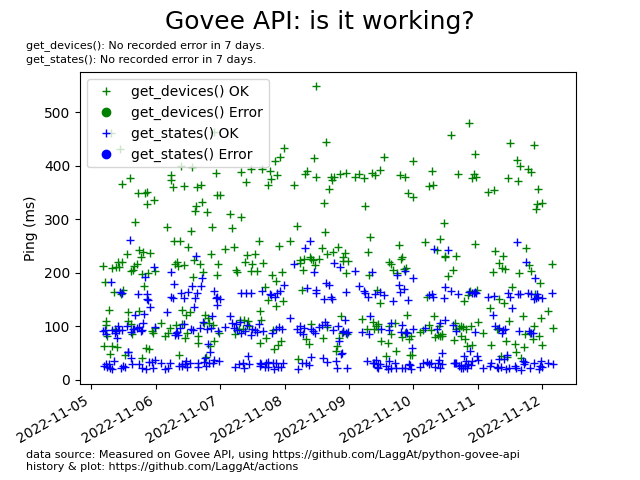 Govee API: is it working?
get_devices(): No recorded error in 7 days.
get_states(): No recorded error in 7 days.
get_devices() OK
get_devices() Error
get_states() OK
get_states() Error
Ping (ms)
500
400
300
200
100
0
2022-11-05
2022-11-06
2022-11-07
2022-11-08
2022-11-09
2022-11-10
2022-11-11
2022-11-12
data source: Measured on Govee API, using https://github.com/LaggAt/python-govee-api
history & plot: https://github.com/LaggAt/actions